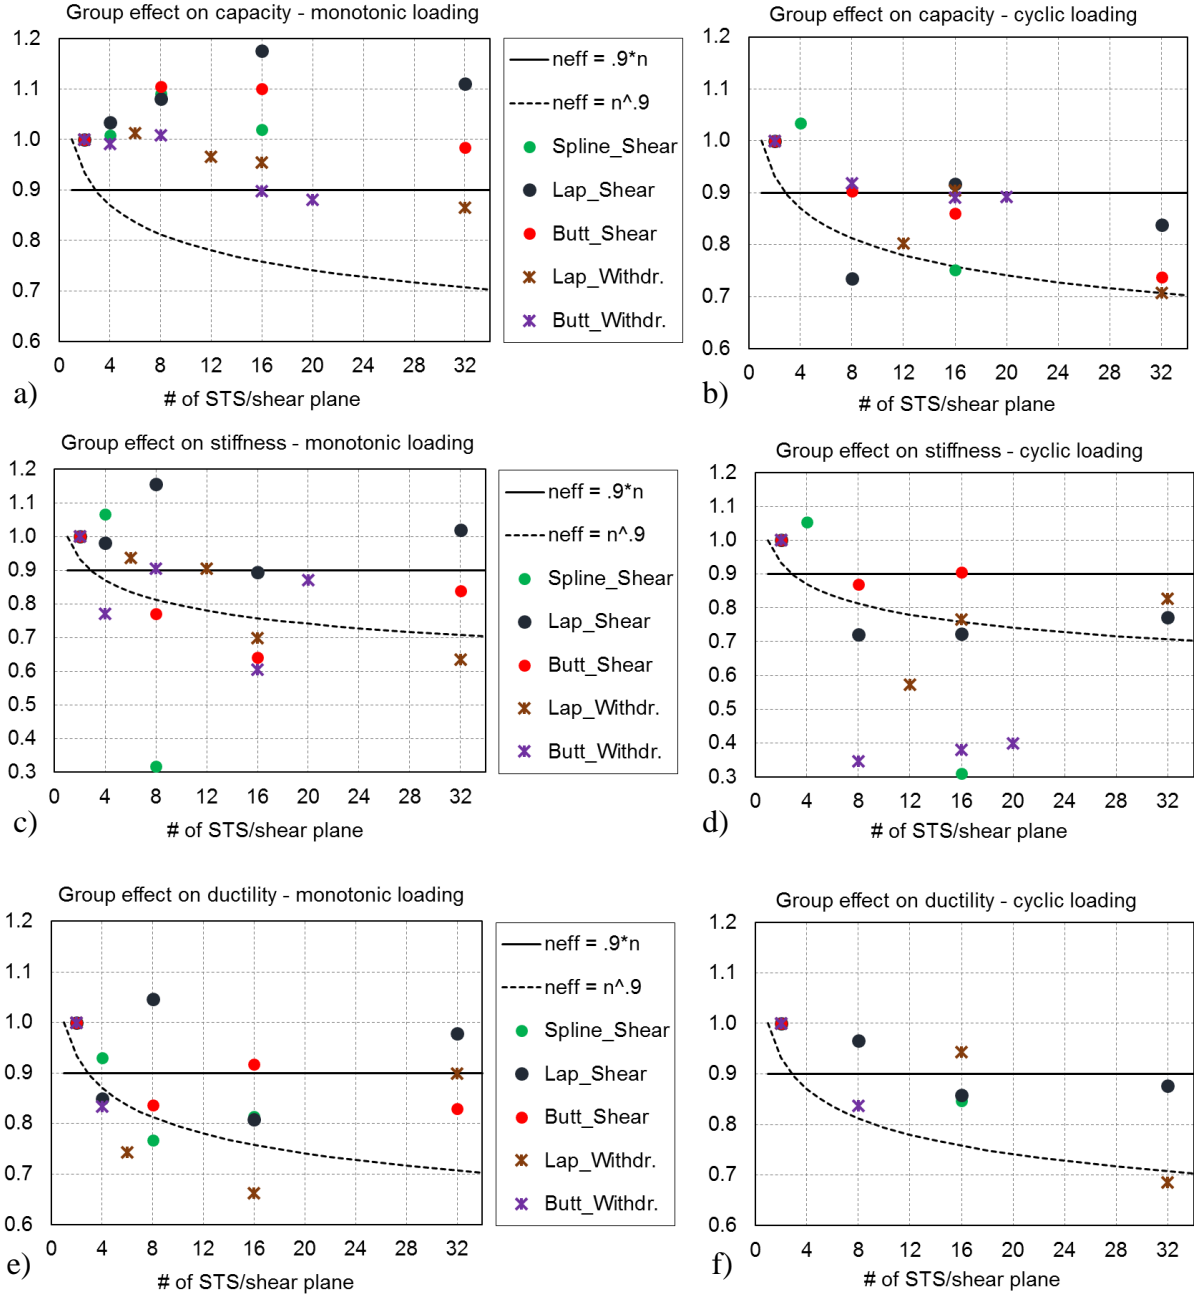 Group effect on capacity - monotonic loading
1.2
1.1
1.0
0.9
0.8
0.7
0.6
0 4 8 12 16 20 24 28 32
# of STS/shear plane
a)
neff = .9*n
neff = n^.9
Spline_Shear
Lap_Shear
Butt_Shear
Lap_Withdr.
Butt_Withdr.
Group effect on capacity - cyclic loading
1.2
1.1
1.0
0.9
0.8
0.7
0.6
0 4 8 12 16 20 24 28 32
# of STS/shear plane
b)
Group effect on stiffness - monotonic loading
1.2
1.1
1.0
0.9
0.8
0.7
0.6
0.5
0.4
0.3
0 4 8 12 16 20 24 28 32
# of STS/shear plane
c)
neff = .9*n
neff = n^.9
Spline_Shear
Lap_Shear
Butt_Shear
Lap_Withdr.
Butt_Withdr.
Group effect on stiffness - cyclic loading
1.2
1.1
1.0
0.9
0.8
0.7
0.6
0.5
0.4
0.3
0 4 8 12 16 20 24 28 32
# of STS/shear plane
d)
Group effect on ductility - monotonic loading
1.2
1.1
1.0
0.9
0.8
0.7
0.6
0 4 8 12 16 20 24 28 32
# of STS/shear plane
e)
neff = .9*n
neff = n^.9
Spline_Shear
Lap_Shear
Butt_Shear
Lap_Withdr.
Butt_Withdr.
Group effect on ductility - cyclic loading
1.2
1.1
1.0
0.9
0.8
0.7
0.6
0 4 8 12 16 20 24 28 32
# of STS/shear plane
f)